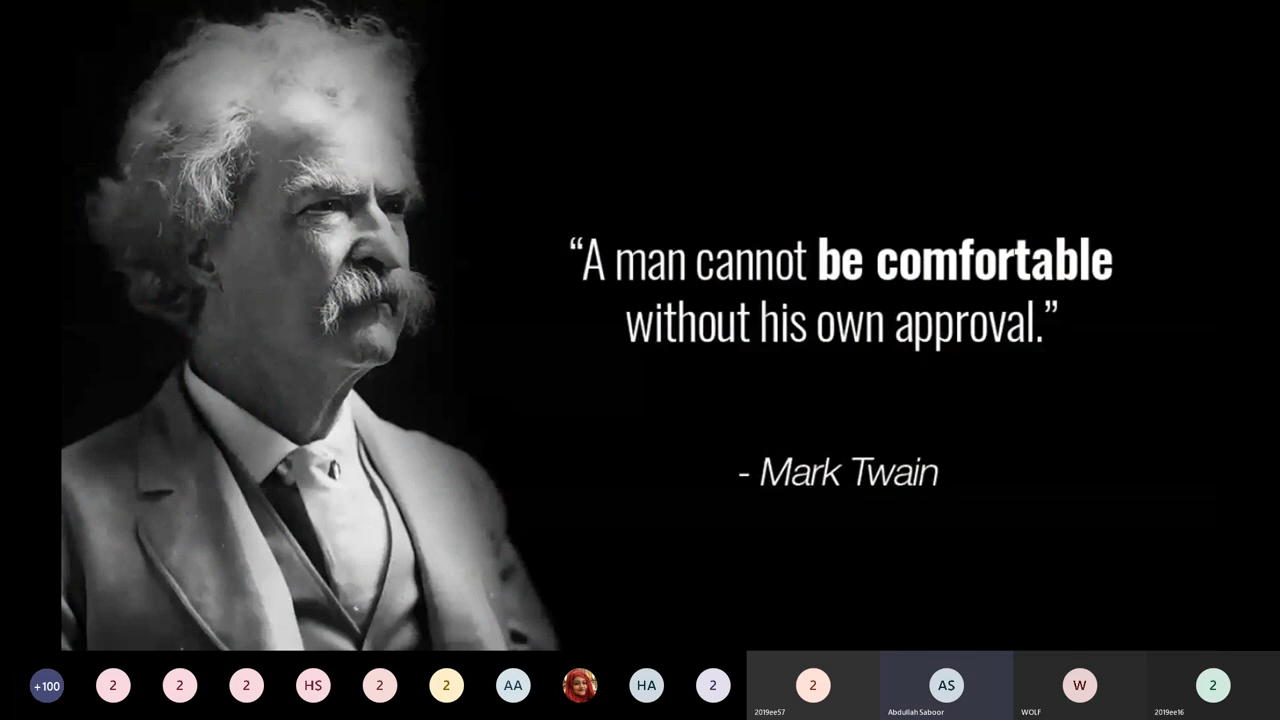 “A man cannot be comfortable
without his own approval.”
- Mark Twain
+100
2
2
2
HS
2
2
AA
HA
2
2
2019ee57
AS
Abdullah Saboor
W
WOLF
2
2019ee16